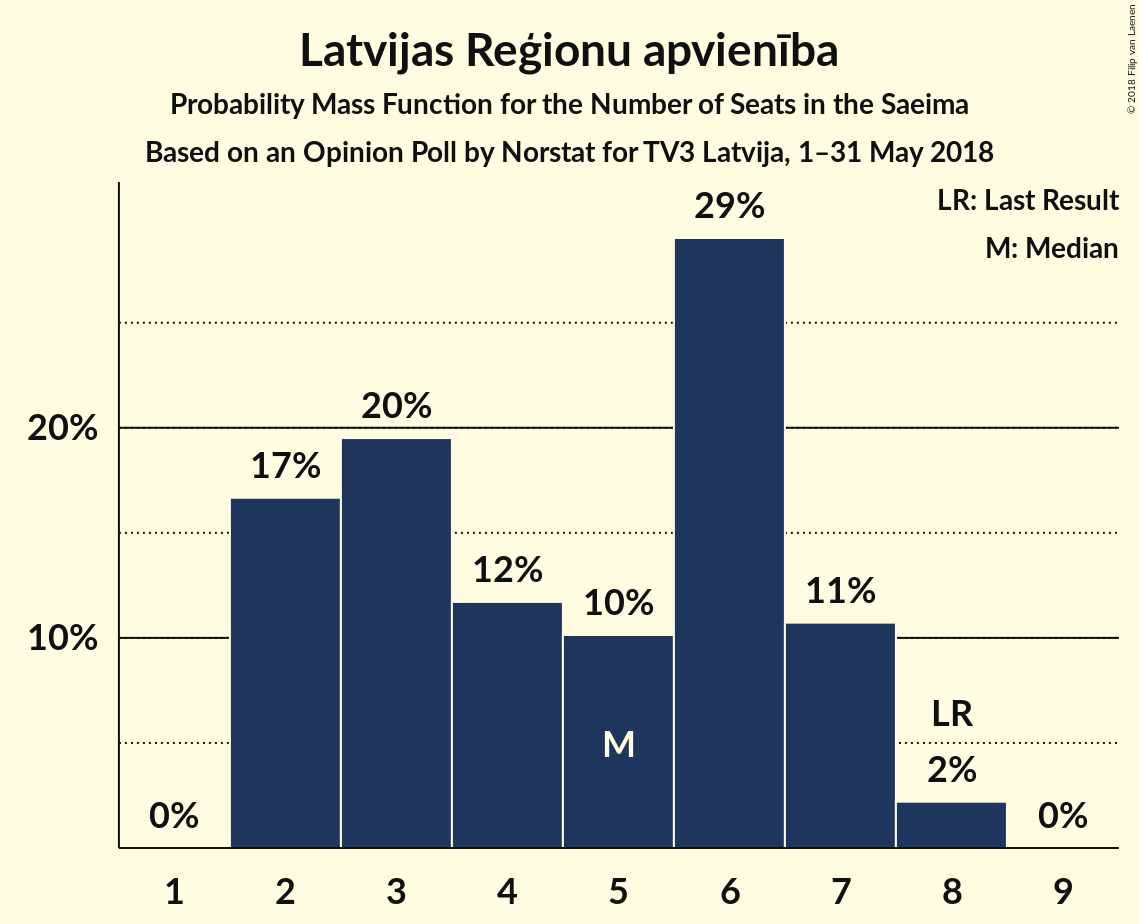 Latvijas Reģionu apvienība
Probability Mass Function for the Number of Seats in the Saeima
Based on an Opinion Poll by Norstat for TV3 Latvija, 1–31 May 2018
© 2018 Filip van Laenen
LR: Last Result
M: Median
29%
20%
20%
17%
12%
10%
11%
10%
LR
M
2%
0%
0%
1 2 3 4 5 6 7 8 9